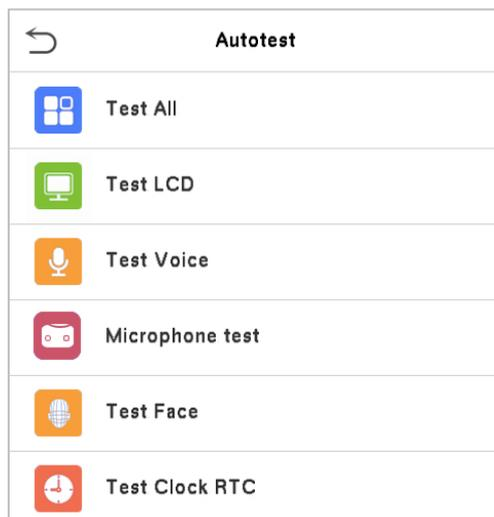 Autotest
Test All
Test LCD
Test Voice
Microphone test
Test Face
Test Clock RTC